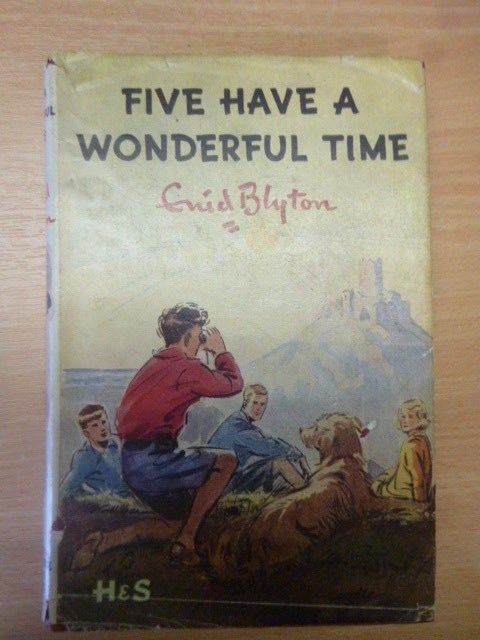 FIVE HAVE A
WONDERFUL TIME
Enid Blyton
H&S